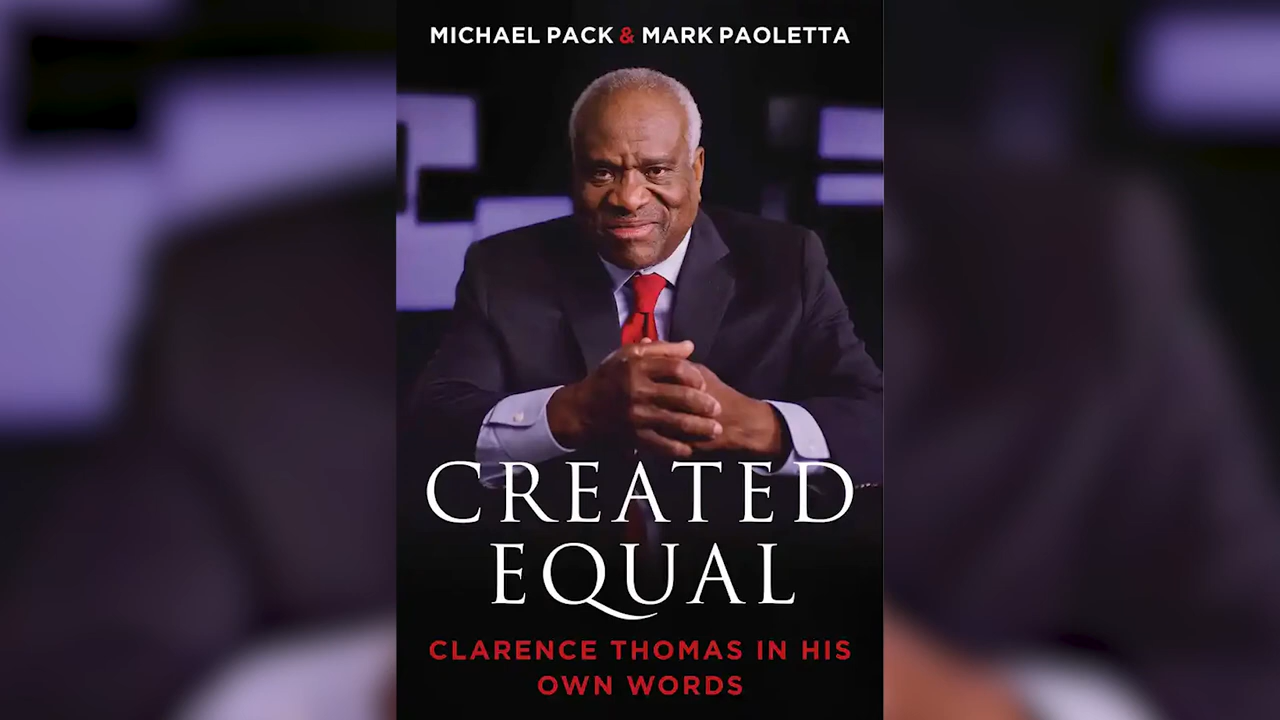 MICHAEL PACK & MARK PAOLETTA
CREATED
EQUAL
CLARENCE THOMAS IN HIS
OWN WORDS